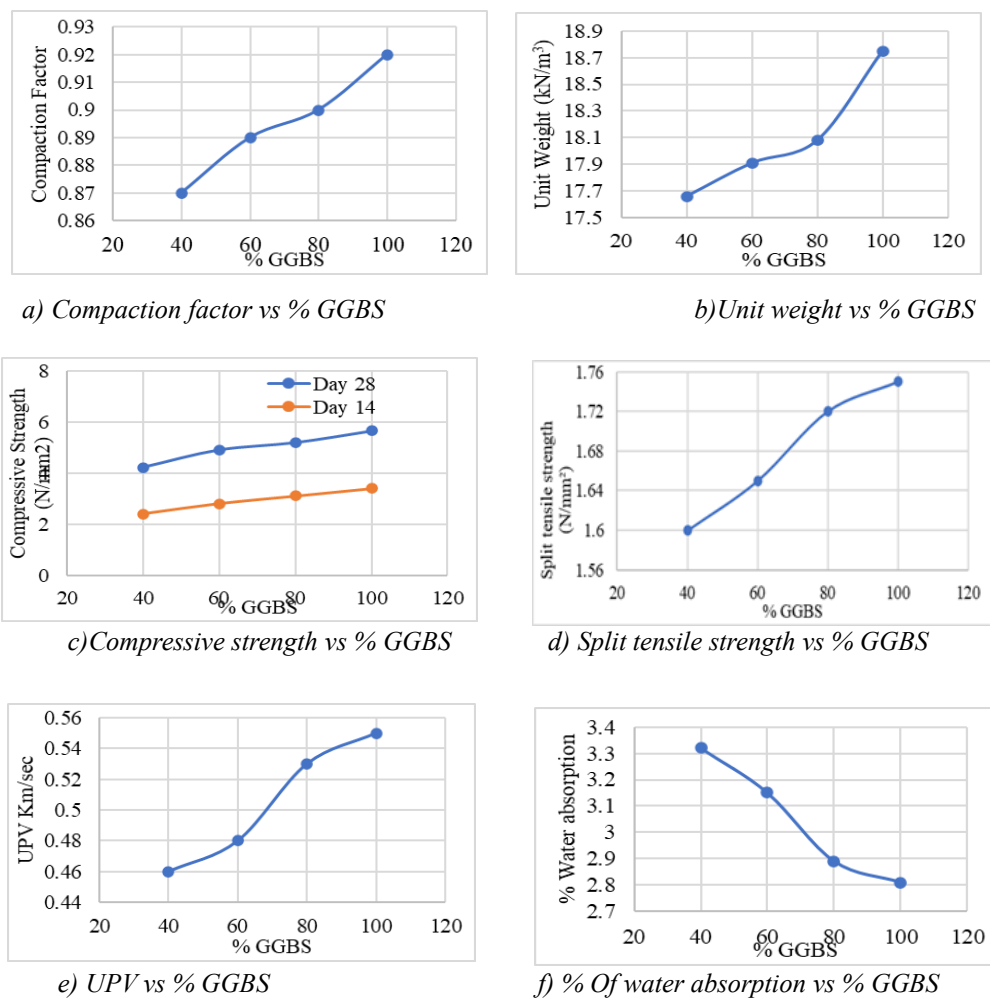 0.93
0.92
0.91
0.9
0.89
0.88
0.87
0.86
Compaction Factor
20 40 60 80 100 120
% GGBS
18.9
18.7
18.5
18.3
18.1
17.9
17.7
17.5
Unit Weight (kN/m³)
20 40 60 80 100 120
% GGBS
a) Compaction factor vs % GGBS
b)Unit weight vs % GGBS
8
6
2
0
Compressive Strength
Day 28
Day 14
20 40 60 80 100 120
% GGBS
1.76
1.72
1.68
1.64
1.6
1.56
Split tensile strength
(N/mm²)
20 40 60 80 100 120
% GGBS
c)Compressive strength vs % GGBS
d) Split tensile strength vs % GGBS
0.56
0.54
0.52
0.5
0.48
0.46
0.44
UPV Km/sec
20 40 60 80 100 120
% GGBS
3.4
3.3
3.2
3.1
3
2.9
2.8
2.7
% Water absorption
20 40 60 80 100 120
% GGBS
e) UPV vs % GGBS
f) % Of water absorption vs % GGBS